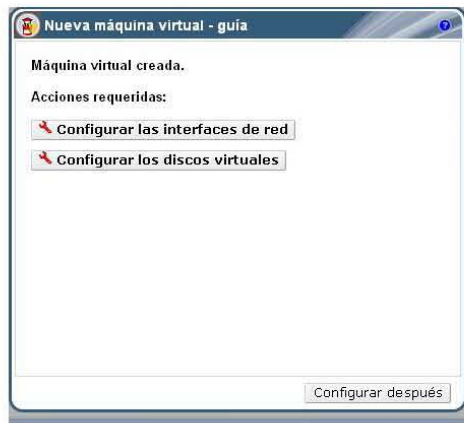 Nueva máquina virtual - guía
?
Máquina virtual creada.
Acciones requeridas:
Configurar las interfaces de red
Configurar los discos virtuales
Configurar después